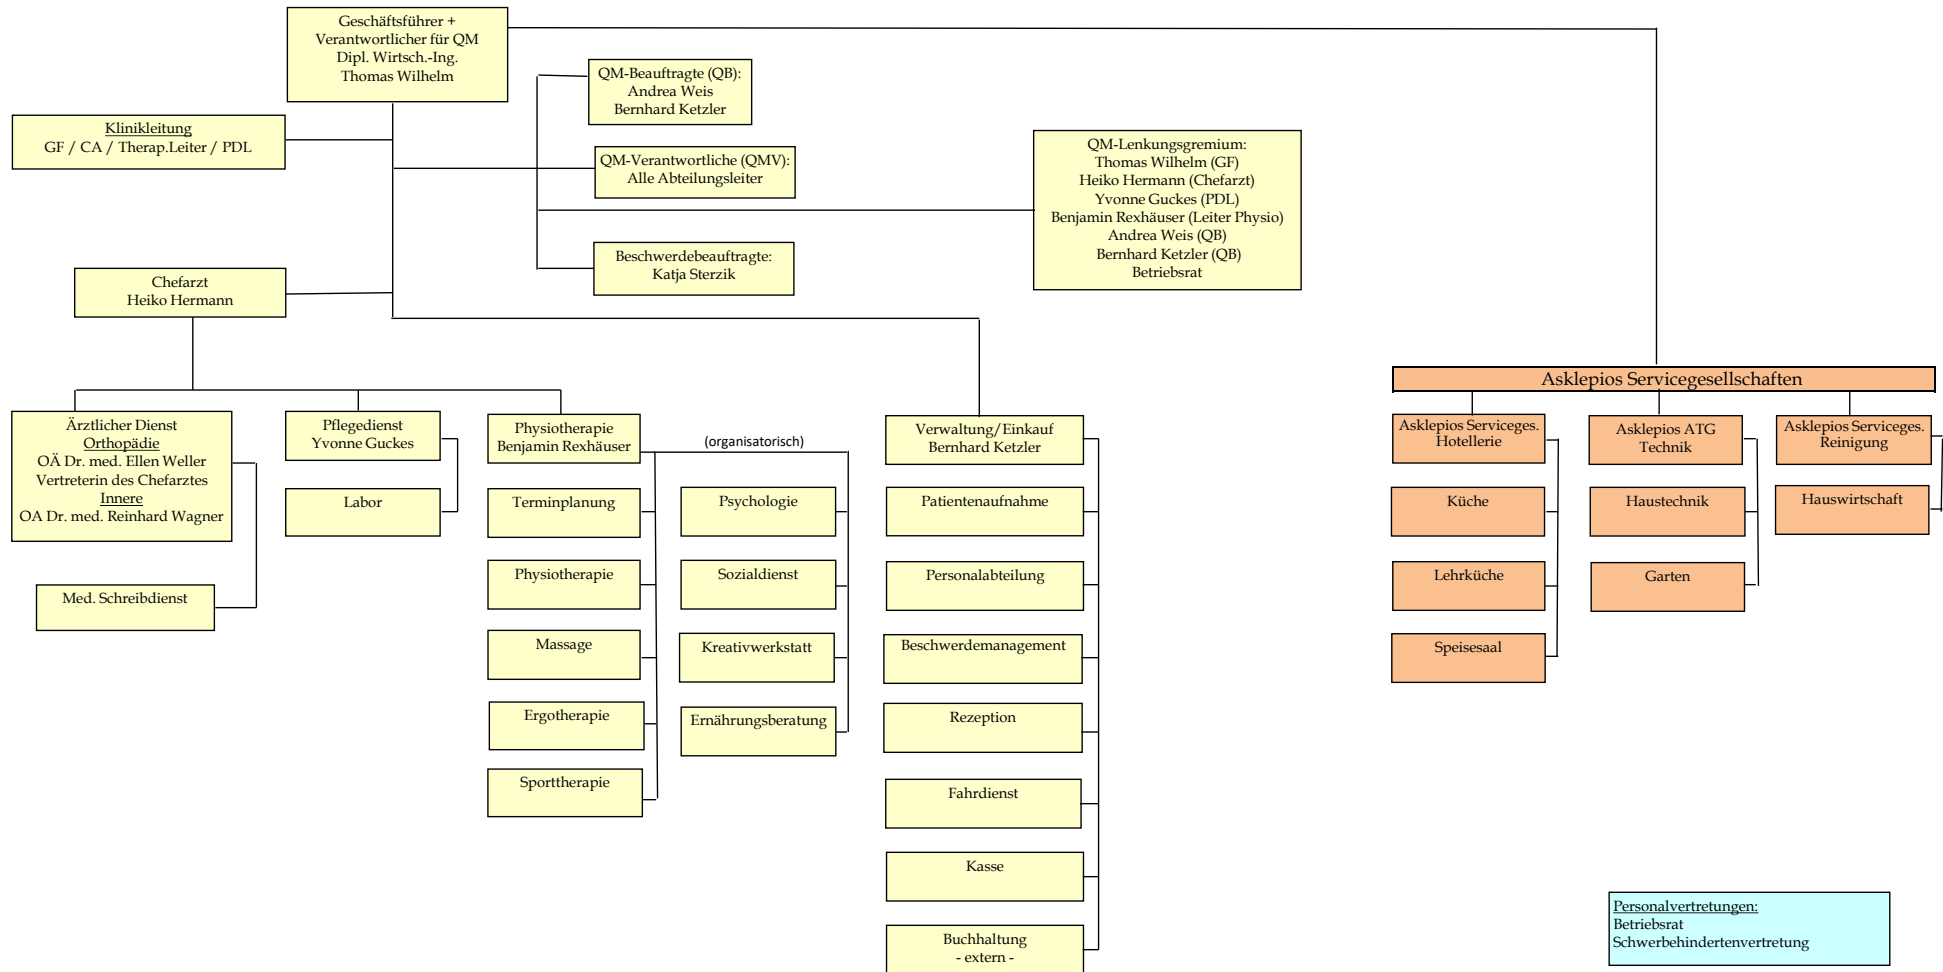 Geschäftsführer +
Verantwortlicher für QM
Dipl. Wirtsch.-Ing.
Thomas Wilhelm
QM-Beauftragte (QB):
Andrea Weis
Bernhard Ketzler
Klinikleitung
GF / CA / Therap.Leiter / PDL
QM-Verantwortliche (QMV):
Alle Abteilungsleiter
QM-Lenkungsgremium:
Thomas Wilhelm (GF)
Heiko Hermann (Chefarzt)
Yvonne Guckes (PDL)
Benjamin Rexhäuser (Leiter Physio)
Andrea Weis (QB)
Bernhard Ketzler (QB)
Betriebsrat
Beschwerdebeauftragte:
Katja Sterzik
Chefarzt
Heiko Hermann
Ärztlicher Dienst
Orthopädie
OÄ Dr. med. Ellen Weller
Vertreterin des Chefarztes
Innere
OA Dr. med. Reinhard Wagner
Med. Schreibdienst
Pflegedienst
Yvonne Guckes
Labor
Physiotherapie
Benjamin Rexhäuser
(organisatorisch)
Terminplanung
Physiotherapie
Massage
Ergotherapie
Sporttherapie
Psychologie
Sozialdienst
Kreativwerkstatt
Ernährungsberatung
Verwaltung/Einkauf
Bernhard Ketzler
Patientenaufnahme
Personalabteilung
Beschwerdemanagement
Rezeption
Fahrdienst
Kasse
Buchhaltung
- extern -
Asklepios Servicegesellschaften
Asklepios Serviceges.
Hotellerie
Küche
Lehrküche
Speisesaal
Asklepios ATG
Technik
Haustechnik
Garten
Asklepios Serviceges.
Reinigung
Hauswirtschaft
Personalvertretungen:
Betriebsrat
Schwerbehindertenvertretung